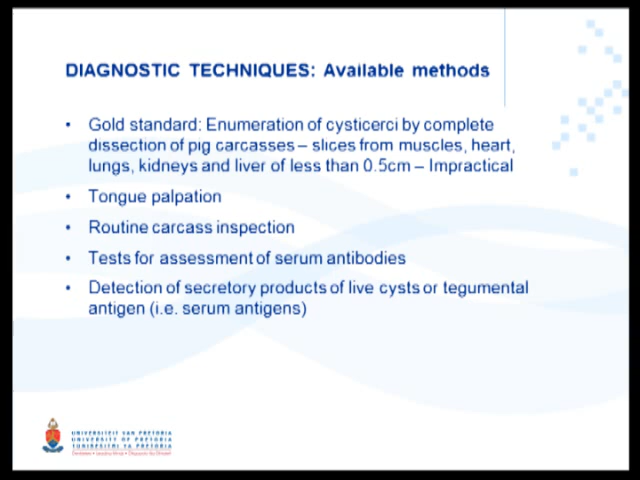 DIAGNOSTIC TECHNIQUES: Available methods
• Gold standard: Enumeration of cysticerci by complete
dissection of pig carcasses – slices from muscles, heart,
lungs, kidneys and liver of less than 0.5cm – Impractical
• Tongue palpation
• Routine carcass inspection
• Tests for assessment of serum antibodies
• Detection of secretory products of live cysts or tegumental
antigen (i.e. serum antigens)
UNIVERSITEIT VAN PRETORIA
UNIVERSITY OF PRETORIA
YUNIBESITHI YA PRETORIA